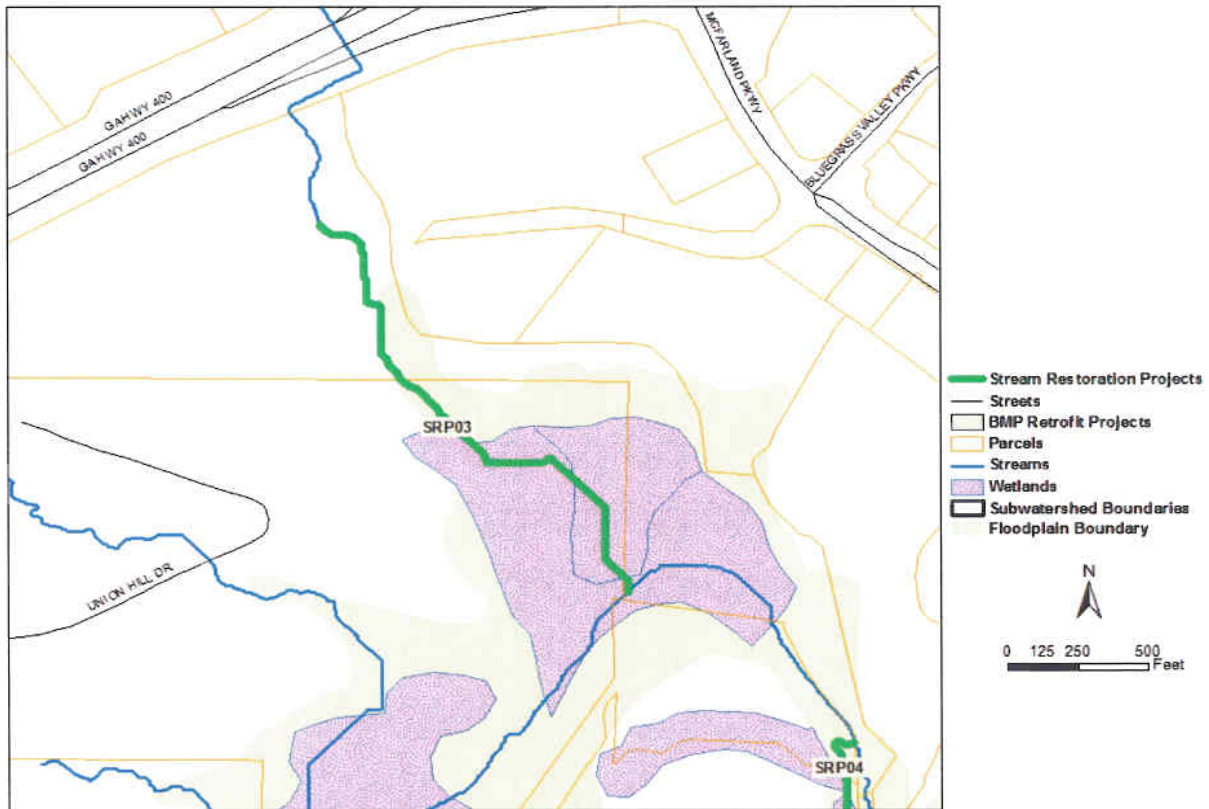 GA HWY 400
GA HWY 400
MCFARLAND PKWY
BLUEGRASS VALLEY PKWY
SRP03
UNION HILL DR
SRP04
Stream Restoration Projects
Streets
BMP Retrofit Projects
Parcels
Streams
Wetlands
Subwatershed Boundaries
Floodplain Boundary
N
0 125 250 500
Feet